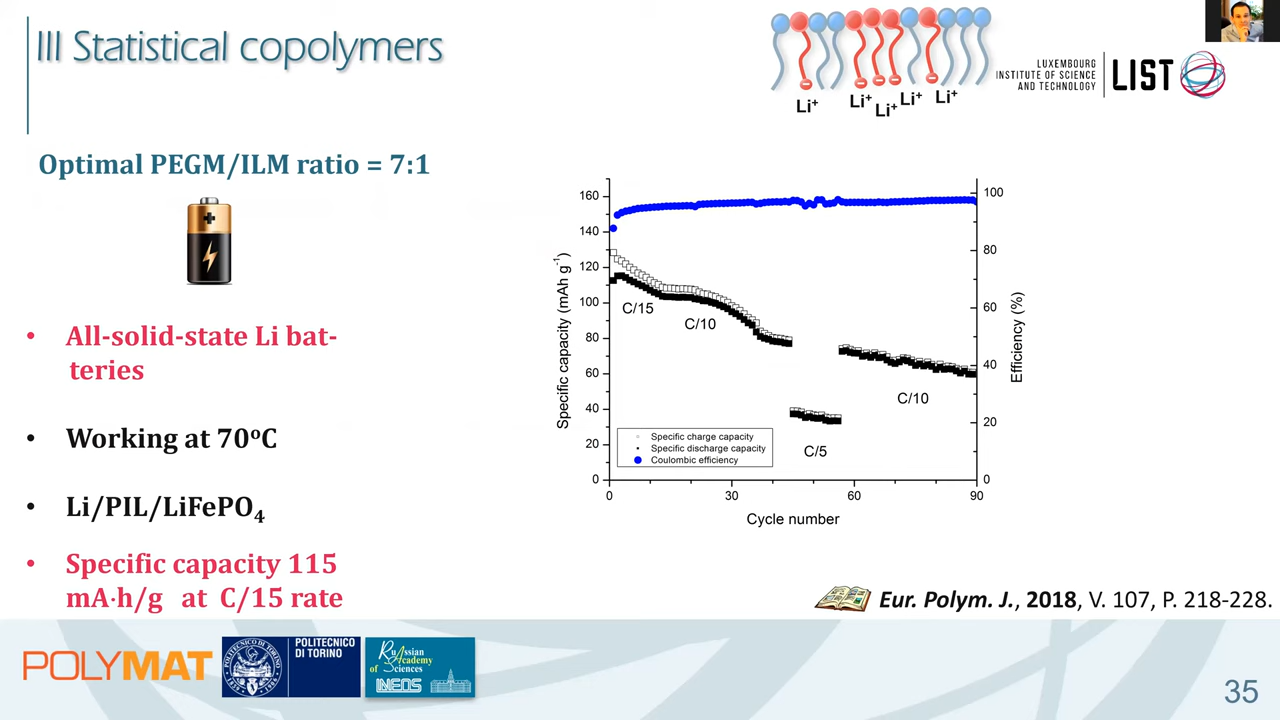 III Statistical copolymers
Li⁺
Li⁺
Li⁺
Li⁺
Li⁺
LUXEMBOURG
INSTITUTE OF SCIENCE
AND TECHNOLOGY
LIST
Optimal PEGM/ILM ratio = 7:1
• All-solid-state Li bat-
teries
• Working at 70ºC
• Li/PIL/LiFePO₄
• Specific capacity 115
mA·h/g at C/15 rate
Specific capacity (mAh g⁻¹)
160
140
120
100
80
60
40
20
0
C/15
C/10
C/5
C/10
Specific charge capacity
Specific discharge capacity
Coulombic efficiency
0
30
60
90
Cycle number
100
80
60
40
20
0
Efficiency (%)
Eur. Polym. J., 2018, V. 107, P. 218-228.
POLYMAT
POLITECNICO
DI TORINO
RuAssian
Academy
of Sciences
INEOS
35